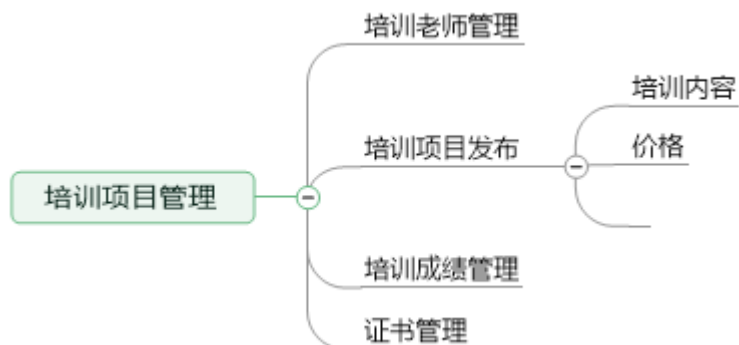 培训老师管理
培训内容
培训项目发布
价格
培训项目管理
培训成绩管理
证书管理